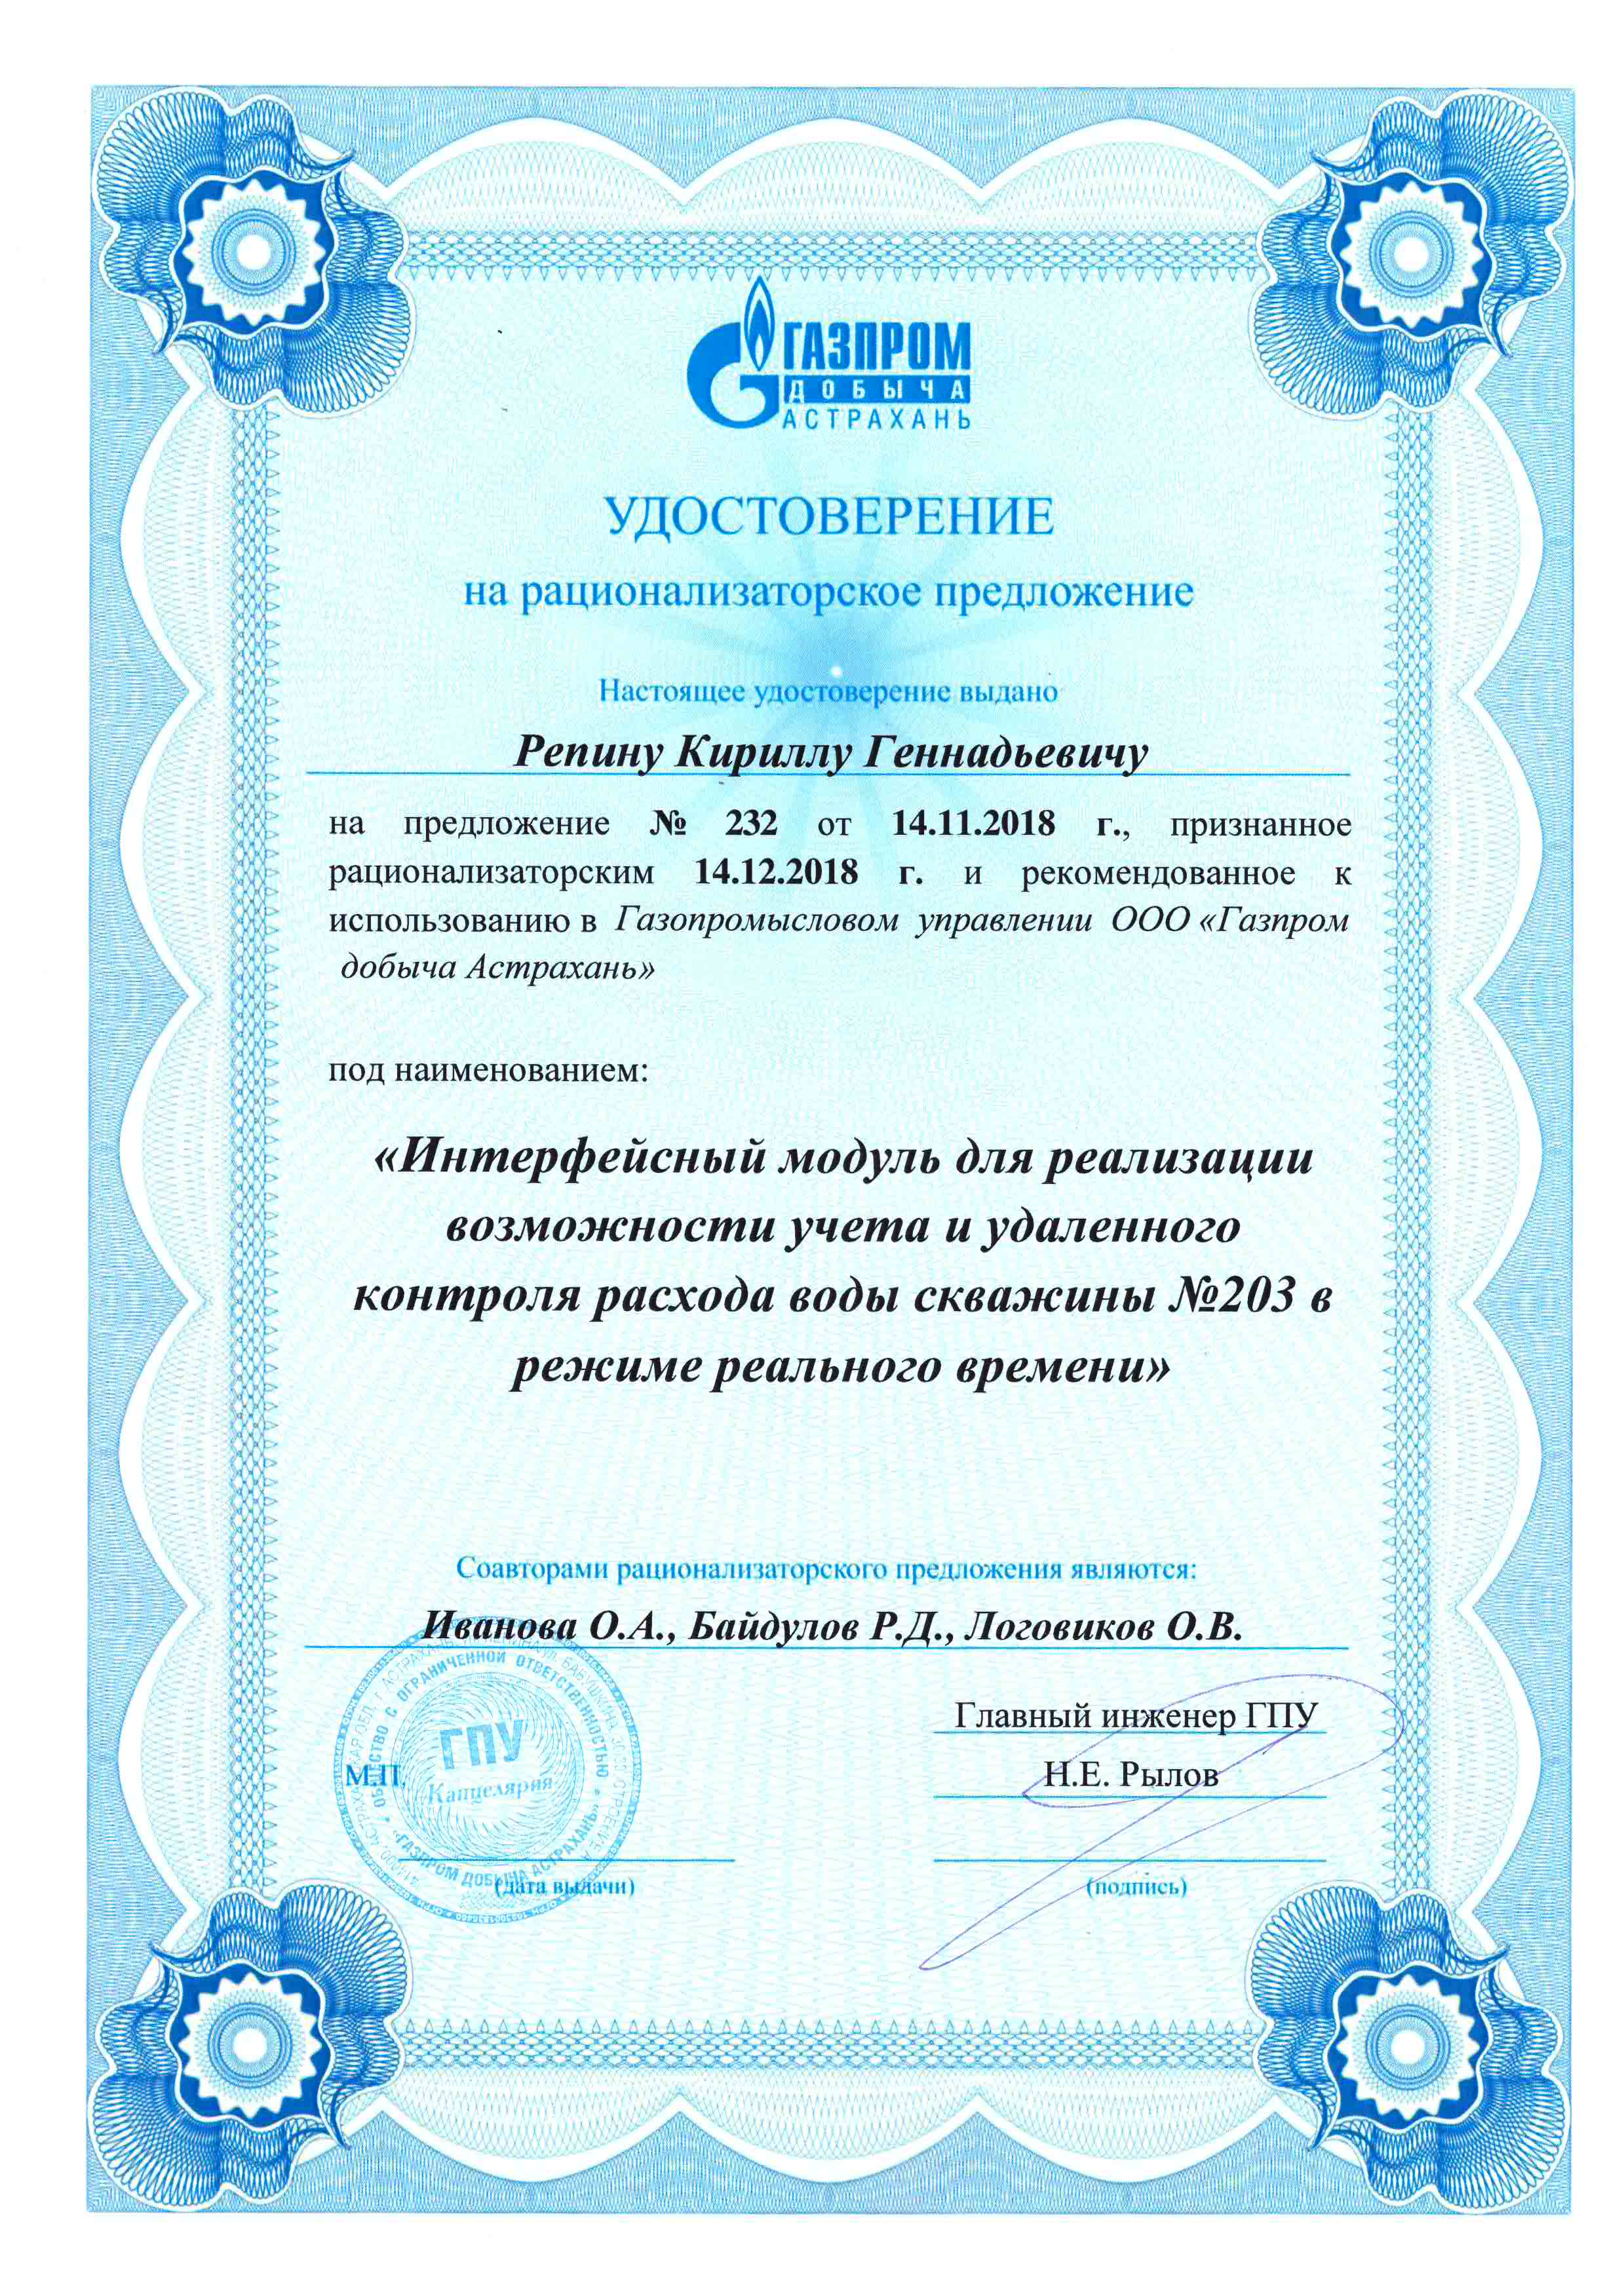 ГАЗПРОМ
ДОБЫЧА
АСТРАХАНЬ
УДОСТОВЕРЕНИЕ
на рационализаторское предложение
Настоящее удостоверение выдано
Репину Кириллу Геннадьевичу
на предложение № 232 от 14.11.2018 г., признанное
рационализаторским 14.12.2018 г. и рекомендованное к
использованию в Газопромысловом управлении ООО «Газпром
добыча Астрахань»
под наименованием:
«Интерфейсный модуль для реализации
возможности учета и удаленного
контроля расхода воды скважины №203 в
режиме реального времени»
Соавторами рационализаторского предложения являются:
Иванова О.А., Байдулов Р.Д., Логовиков О.В.
ОБЩЕСТВО С ОГРАНИЧЕННОЙ ОТВЕТСТВЕННОСТЬЮ
«ГАЗПРОМ ДОБЫЧА АСТРАХАНЬ»
ГПУ
Канцелярия
М.П.
Главный инженер ГПУ
Н.Е. Рылов
(дата выдачи)
(подпись)